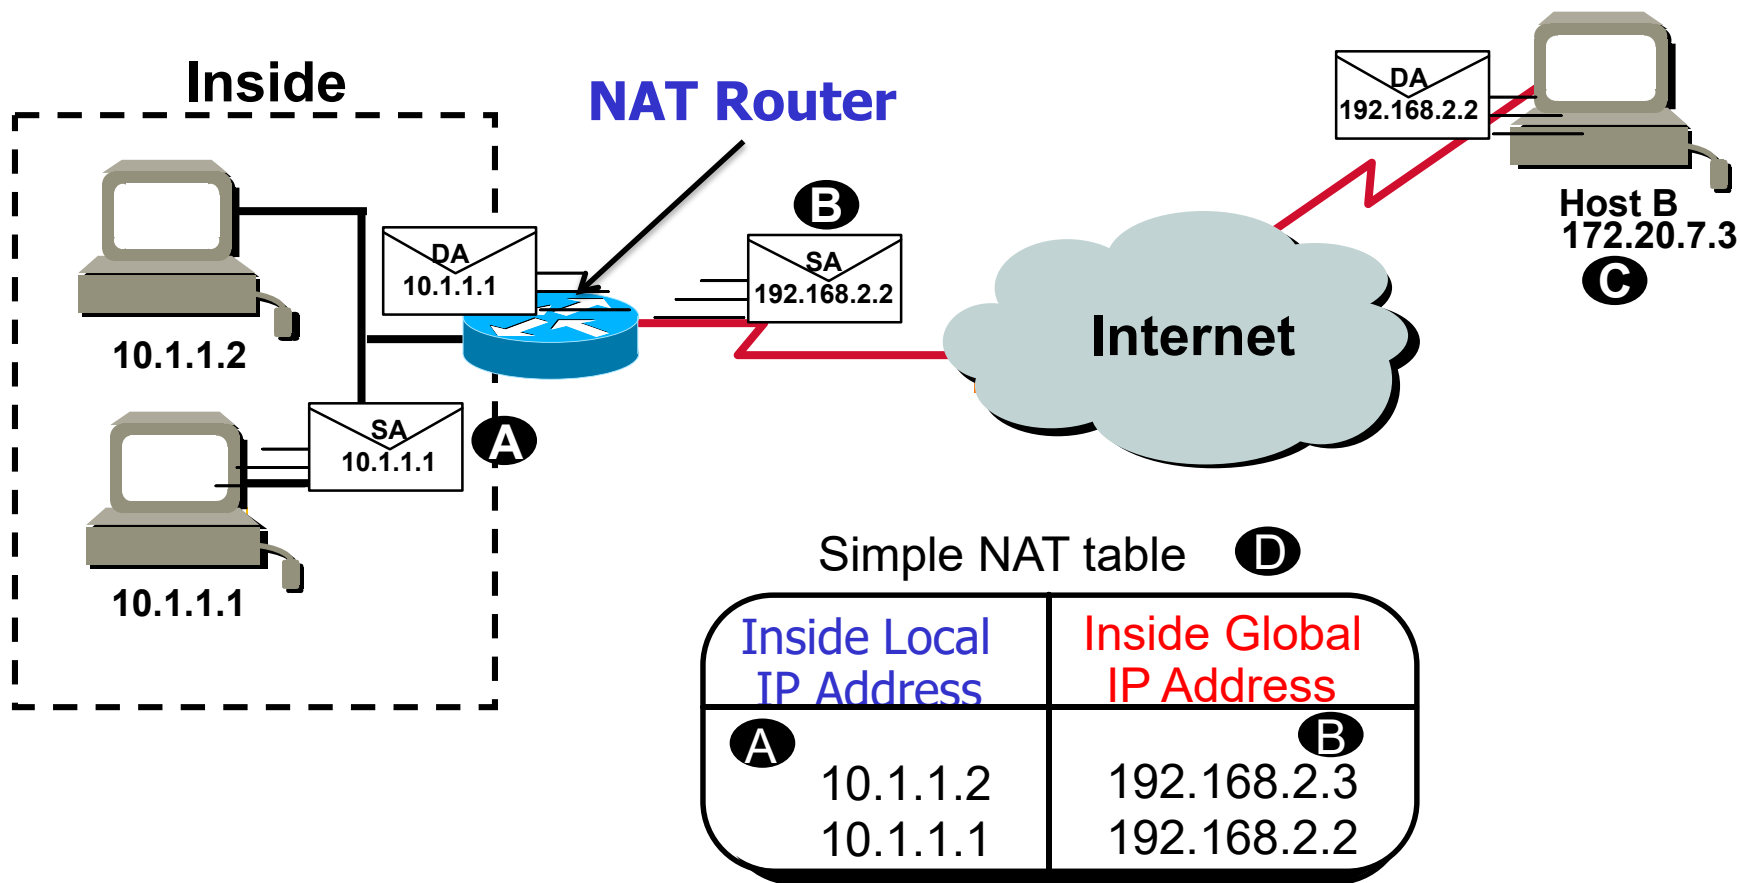 Inside
NAT Router
DA
192.168.2.2
Host B
172.20.7.3
C
B
DA
10.1.1.1
SA
192.168.2.2
Internet
10.1.1.2
SA
10.1.1.1
A
10.1.1.1
Simple NAT table D
Inside Local
IP Address
Inside Global
IP Address
A
B
10.1.1.2 192.168.2.3
10.1.1.1 192.168.2.2